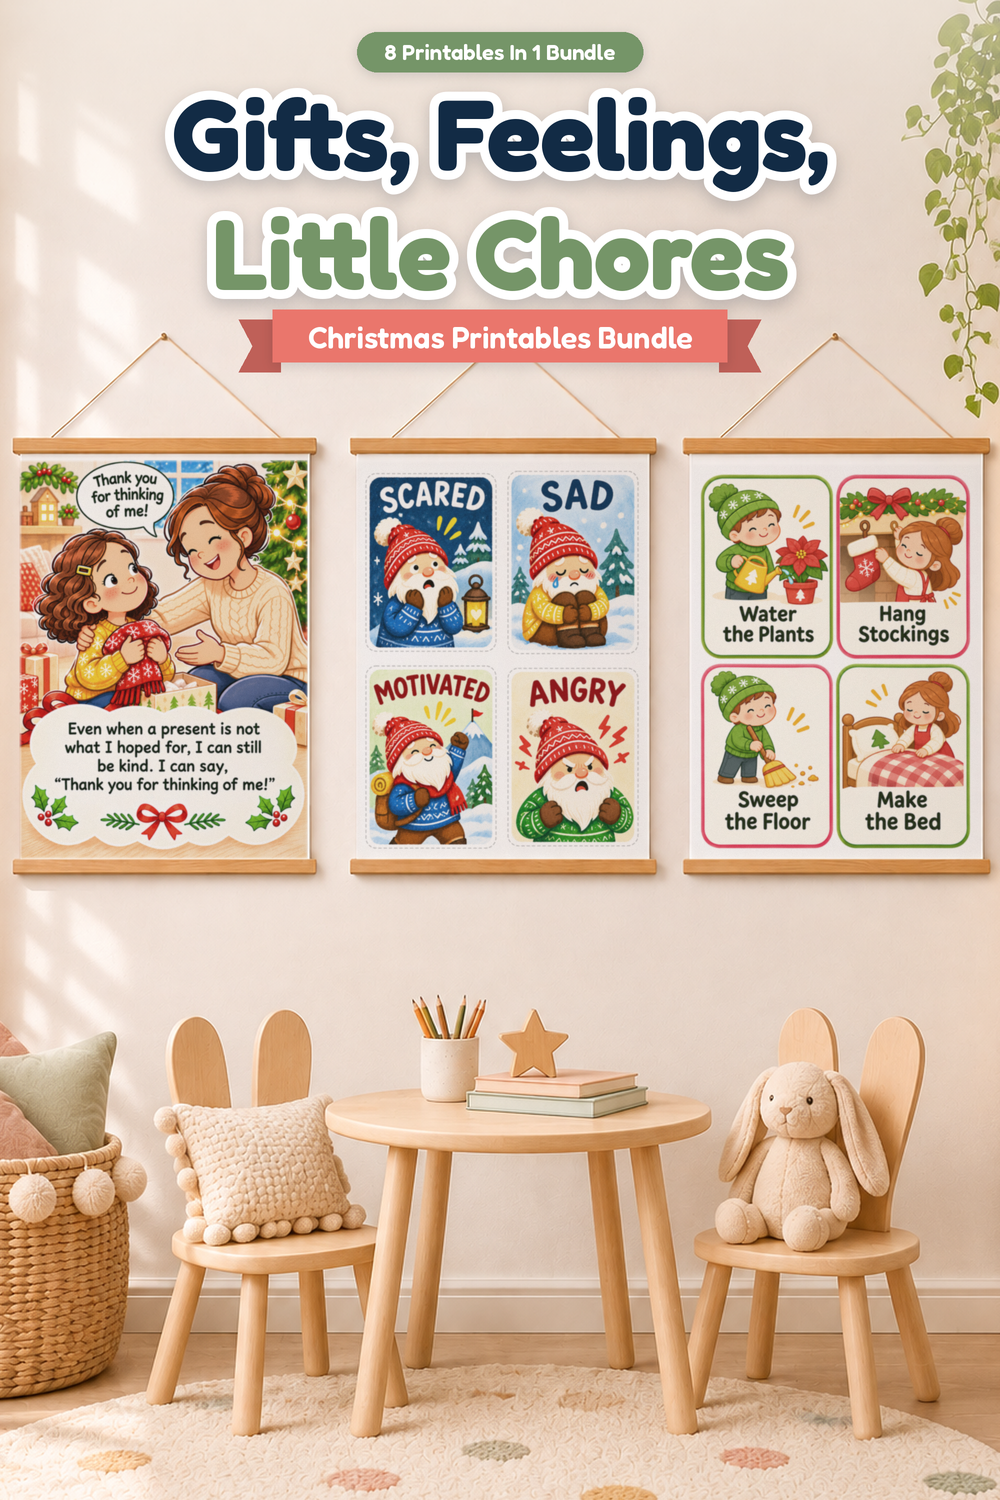 8 Printables In 1 Bundle
Gifts, Feelings,
Little Chores
Christmas Printables Bundle
Thank you
for thinking
of me!
Even when a present is not
what I hoped for, I can still
be kind. I can say,
“Thank you for thinking of me!”
SCARED
SAD
MOTIVATED
ANGRY
Water
the Plants
Hang
Stockings
Sweep
the Floor
Make
the Bed